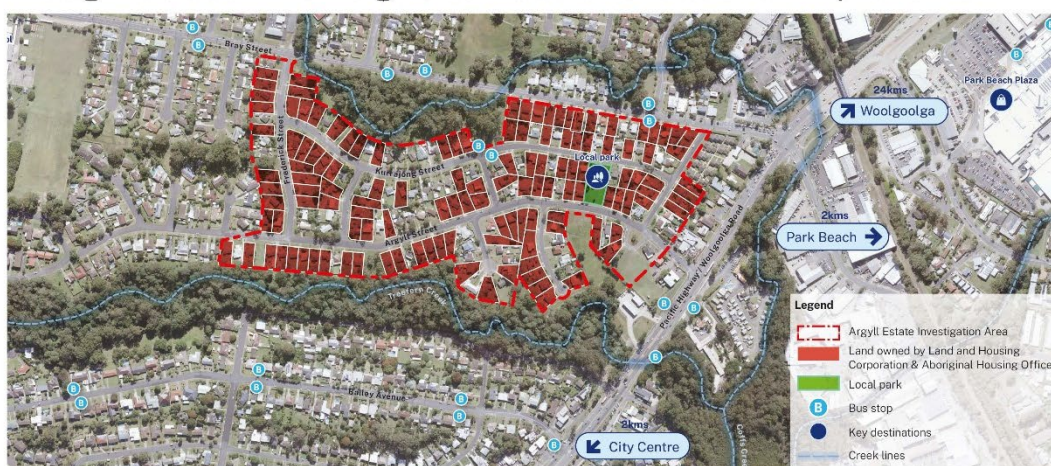 Bray Street
B
B
B
B
B
B
B
24kms
Woolgoolga
Park Beach Plaza
Frederick Street
Kurrajong Street
B
B
Local park
Argyll Street
2kms
Park Beach
Pacific Highway / Woolgoolga Road
Treefern Creek
B
B
B
Legend
Argyll Estate Investigation Area
Land owned by Land and Housing
Corporation & Aboriginal Housing Office
Local park
B
Bus stop
Key destinations
Creek lines
B
B
B
B
Bailey Avenue
B
B
B
2kms
City Centre